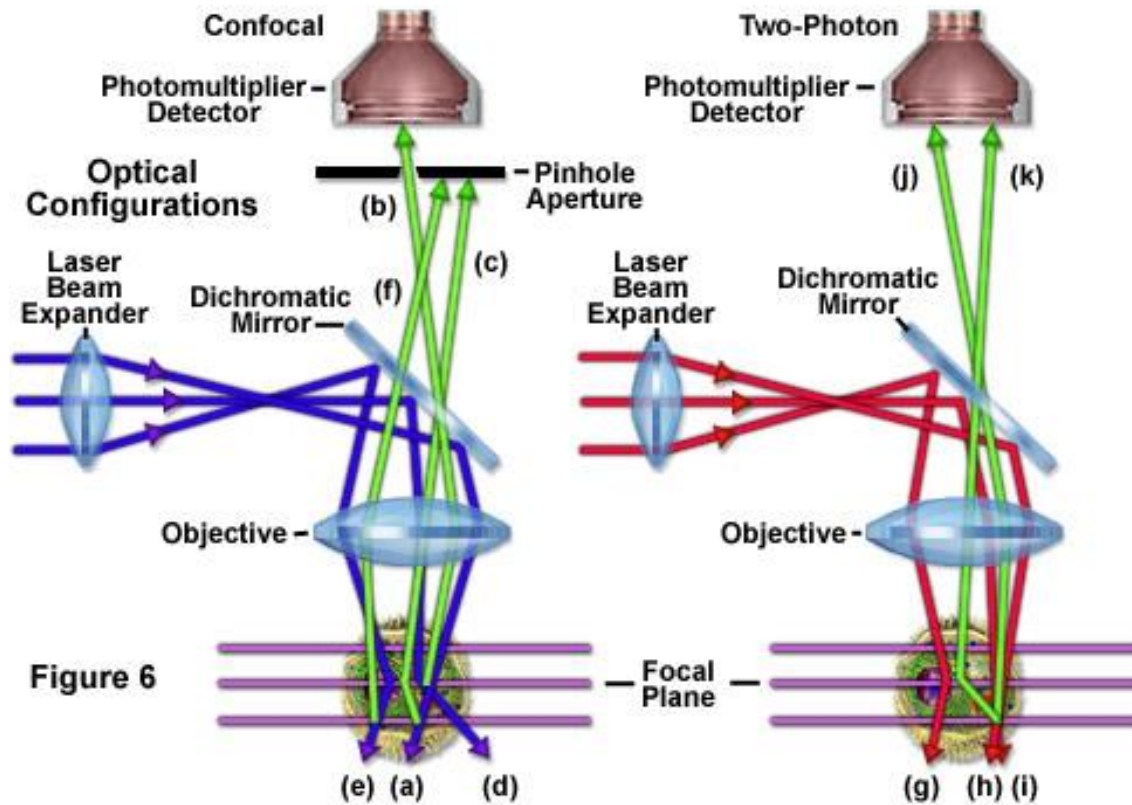 Confocal
Two-Photon
Photomultiplier
Detector
Photomultiplier
Detector
Optical
Configurations
Pinhole
Aperture
(b)
(c)
(f)
(j)
(k)
Laser
Beam
Expander
Dichromatic
Mirror
Laser
Beam
Expander
Dichromatic
Mirror
Objective
Objective
Figure 6
Focal
Plane
(e)
(a)
(d)
(g)
(h)
(i)